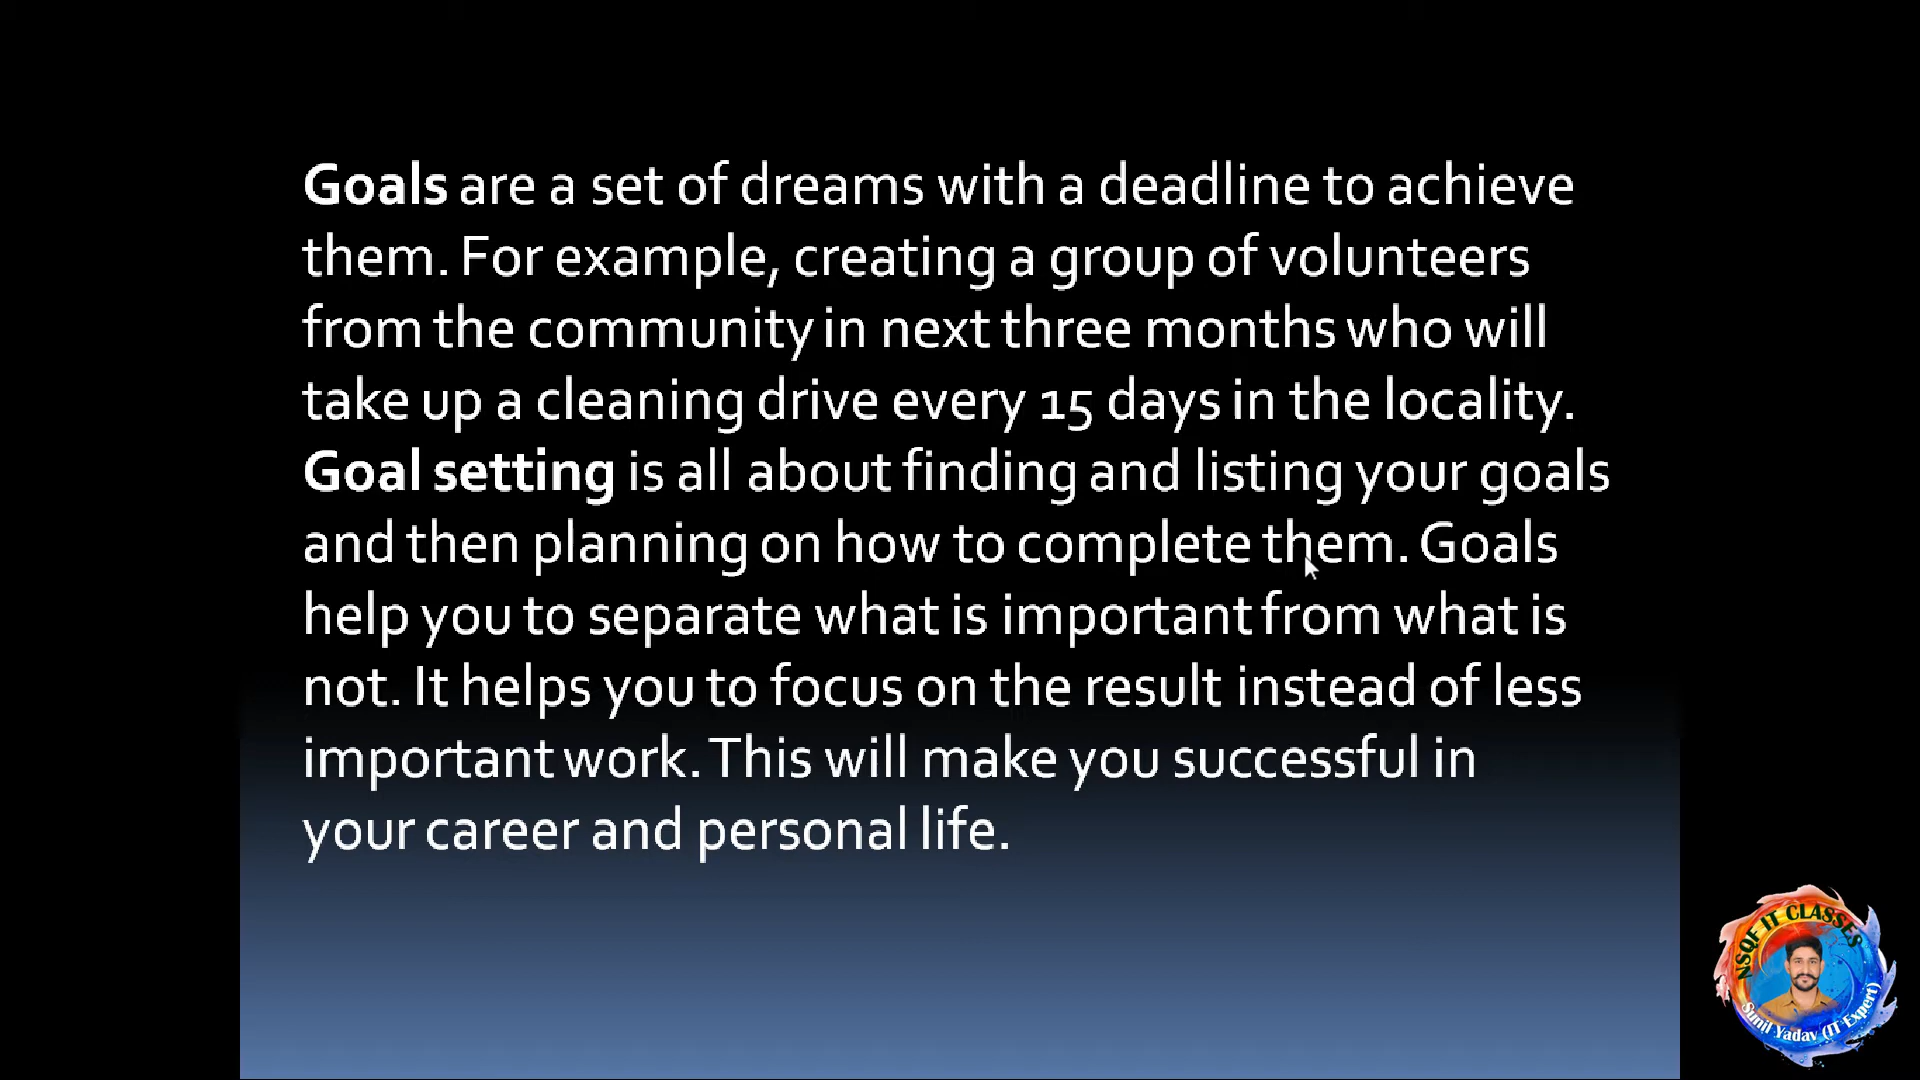 Goals are a set of dreams with a deadline to achieve
them. For example, creating a group of volunteers
from the community in next three months who will
take up a cleaning drive every 15 days in the locality.
Goal setting is all about finding and listing your goals
and then planning on how to complete them. Goals
help you to separate what is important from what is
not. It helps you to focus on the result instead of less
important work. This will make you successful in
your career and personal life.
NSQF IT CLASSES
Sunil Yadav (IT Expert)